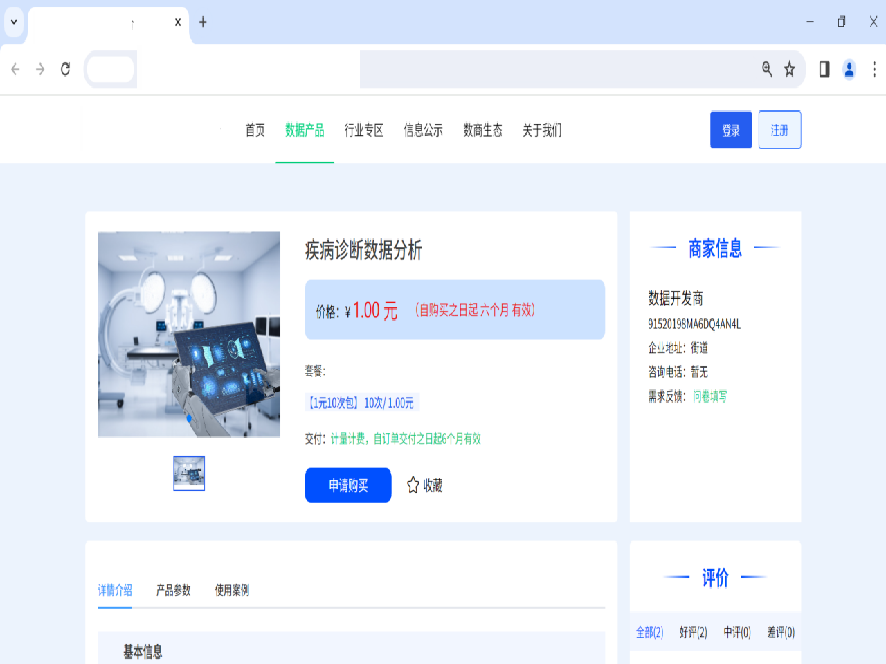 首页 数据产品 行业专区 信息公示 数商生态 关于我们 登录 注册
疾病诊断数据分析
价格：¥1.00 元 （自购买之日起 六个月 有效）
套餐：
【1元10次包】 10次/ 1.00元
交付：计量计费，自订单交付之日起6个月有效
申请购买 收藏
商家信息
数据开发商
91520198MA6DQ4AN4L
企业地址：街道
咨询电话：暂无
需求反馈：问卷填写
详情介绍 产品参数 使用案例
基本信息
评价
全部(2) 好评(2) 中评(0) 差评(0)